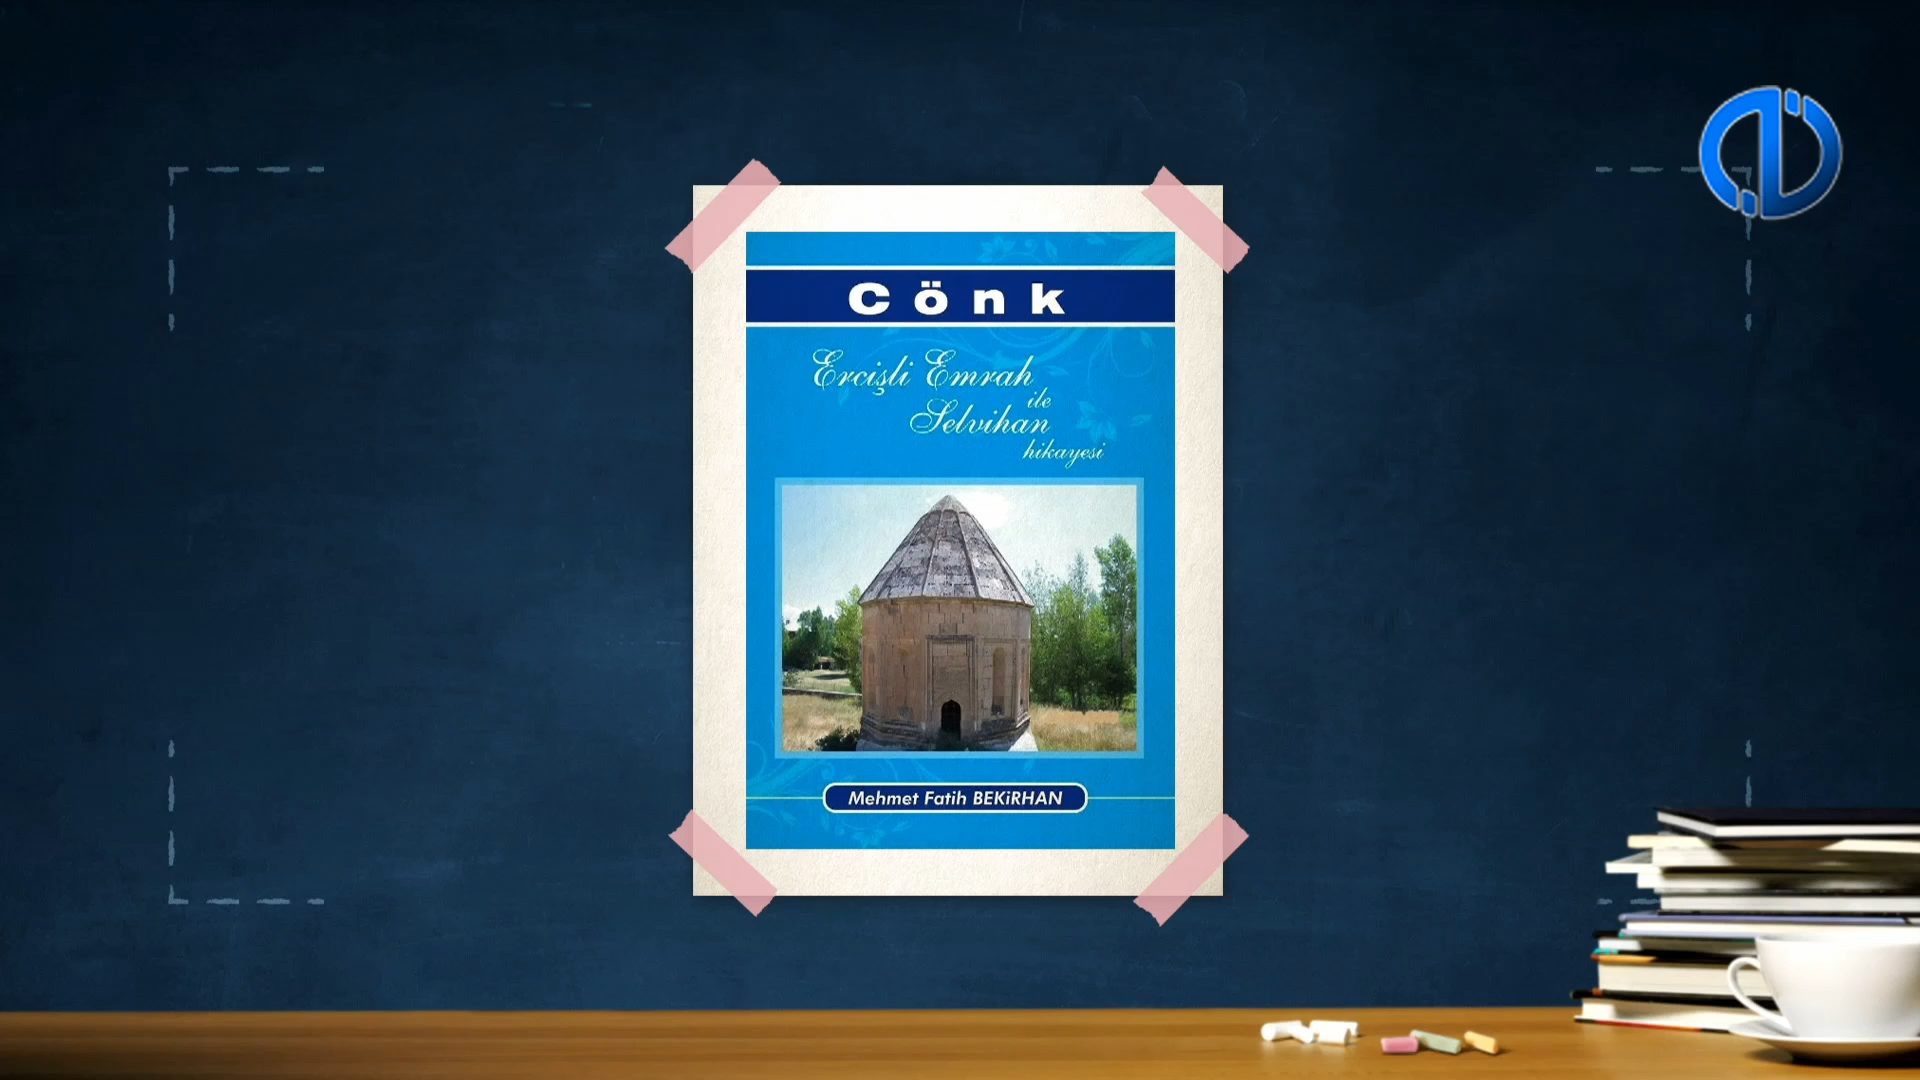 Cönk
Ercişli Emrah
ile
Selvihan
hikayesi
Mehmet Fatih BEKiRHAN